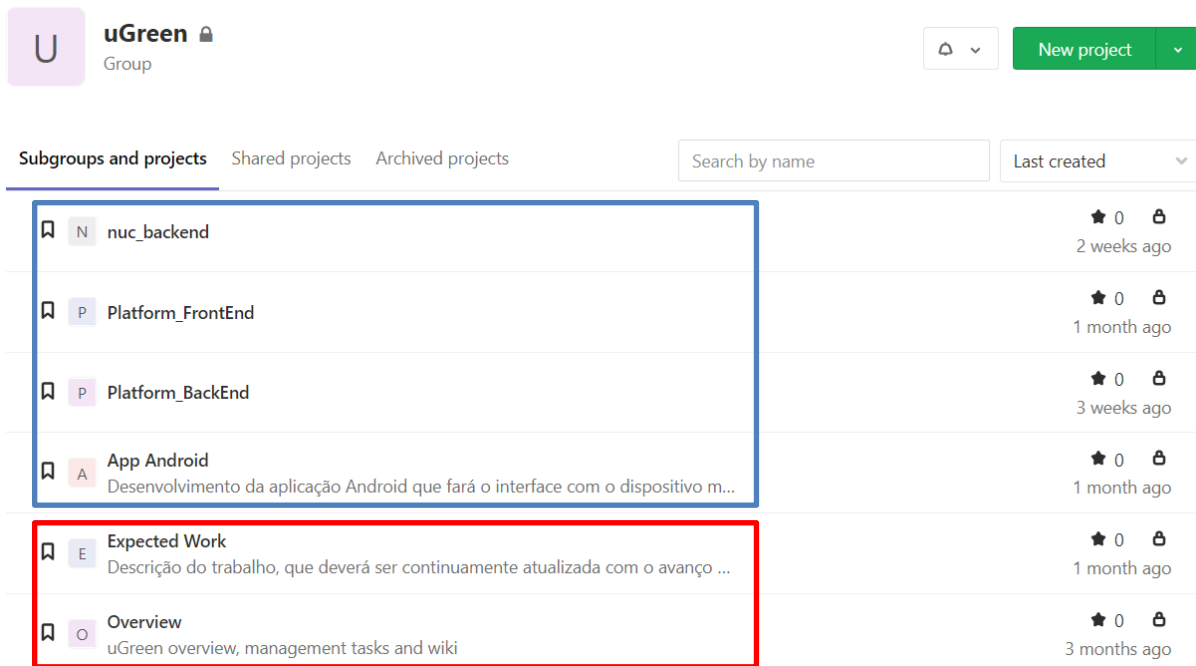 U
uGreen
Group
New project
Subgroups and projects Shared projects Archived projects
Search by name
Last created
N nuc_backend
0
2 weeks ago
P Platform_FrontEnd
0
1 month ago
P Platform_BackEnd
0
3 weeks ago
A App Android
Desenvolvimento da aplicação Android que fará o interface com o dispositivo m...
0
1 month ago
E Expected Work
Descrição do trabalho, que deverá ser continuamente atualizada com o avanço ...
0
1 month ago
O Overview
uGreen overview, management tasks and wiki
0
3 months ago